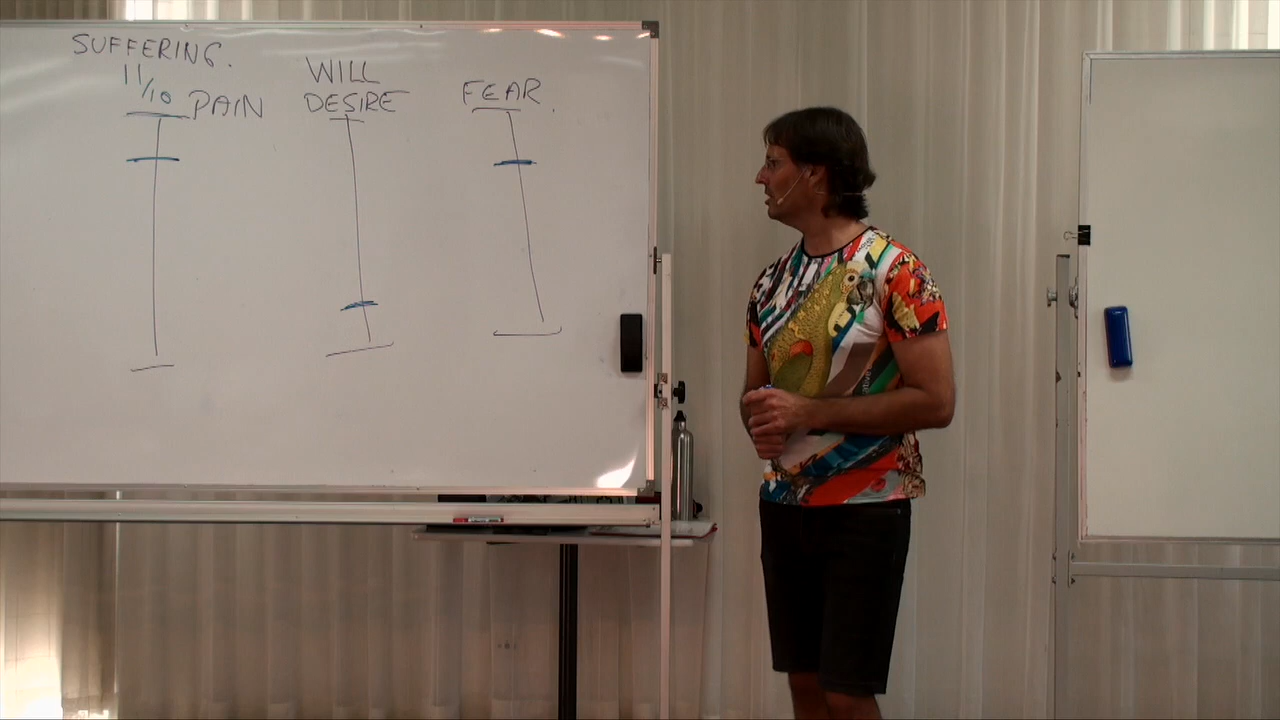 SUFFERING.
11/10 PAIN
WILL
DESIRE
FEAR.